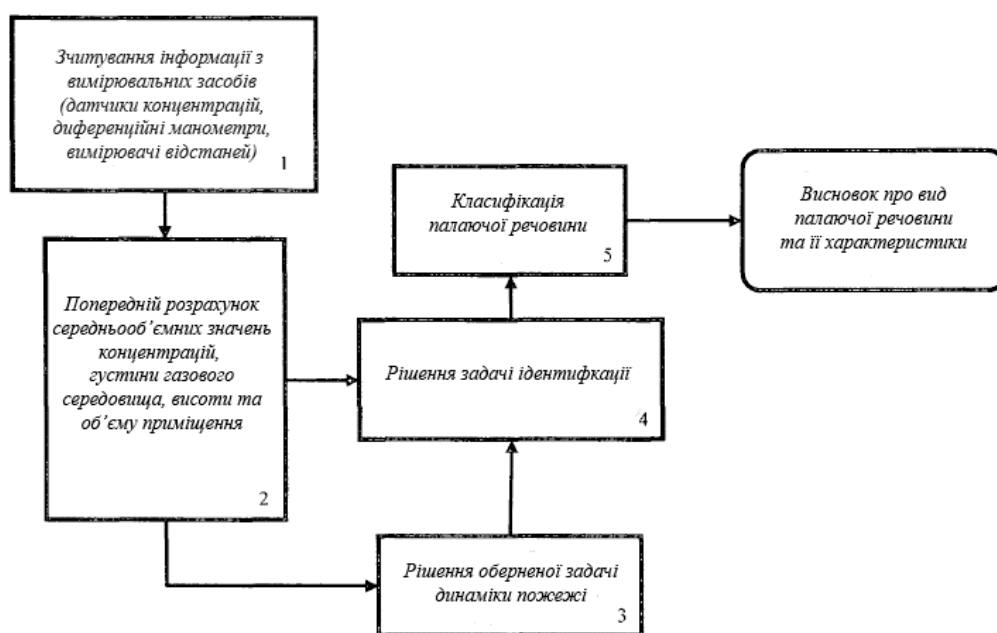 Зчитування інформації з
вимірювальних засобів
(датчики концентрацій,
диференційні манометри,
вимірювачі відстаней)
1
Попередній розрахунок
середньооб’ємних значень
концентрацій,
густини газового
середовища, висоти та
об’єму приміщення
2
Рішення оберненої задачі
динаміки пожежі
3
Рішення задачі ідентифкації
4
Класифікація
палаючої речовини
5
Висновок про вид
палаючої речовини
та її характеристики